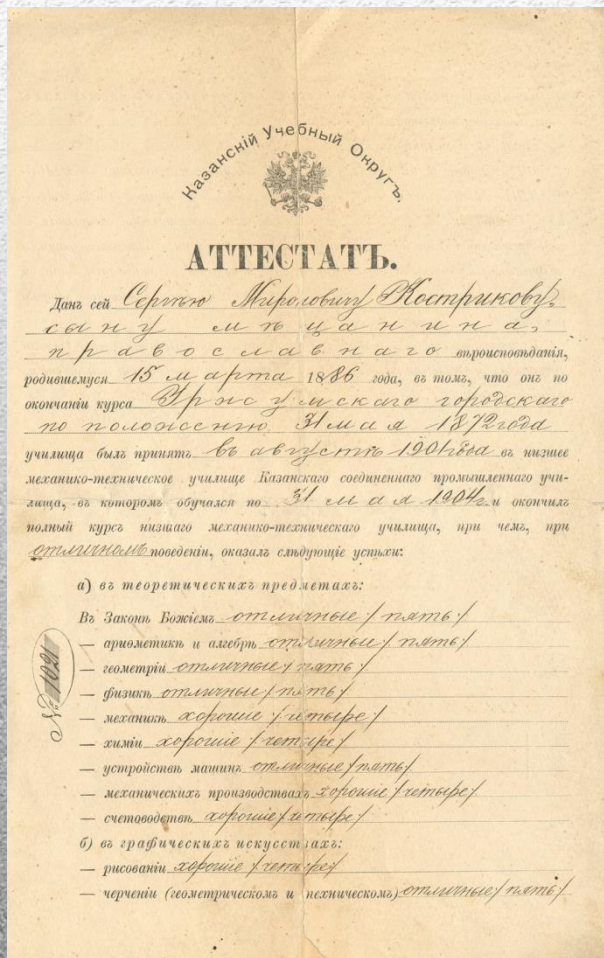 Казанскій Учебный Округъ.
АТТЕСТАТЪ.
Данъ сей Сергѣю Мироновичу Кострикову,
сыну мѣщанина,
православнаго вѣроисповѣданія,
родившемуся 15 марта 1886 года, въ томъ, что онъ по
окончаніи курса Уржумскаго городскаго
по положенію 31 мая 1872 года
училища былъ принятъ въ августѣ 1901 года въ низшее
механико-техническое училище Казанскаго соединеннаго промышленнаго учи-
лища, въ которомъ обучался по 31 мая 1904 г. и окончилъ
полный курсъ низшаго механико-техническаго училища, при чемъ, при
отличномъ поведеніи, оказалъ слѣдующіе успѣхи:
а) въ теоретическихъ предметахъ:
Въ Законѣ Божіемъ отличные /пять/
— ариѳметикѣ и алгебрѣ отличные /пять/
— геометріи отличные /пять/
— физикѣ отличные /пять/
— механикѣ хорошіе /четыре/
— химіи хорошіе /четыре/
— устройствѣ машинъ отличные /пять/
— механическихъ производствахъ хорошіе /четыре/
— счетоводствѣ хорошіе /четыре/
б) въ графическихъ искусствахъ:
— рисованіи хорошіе /четыре/
— черченіи (геометрическомъ и техническомъ) отличные /пять/
№ 1021